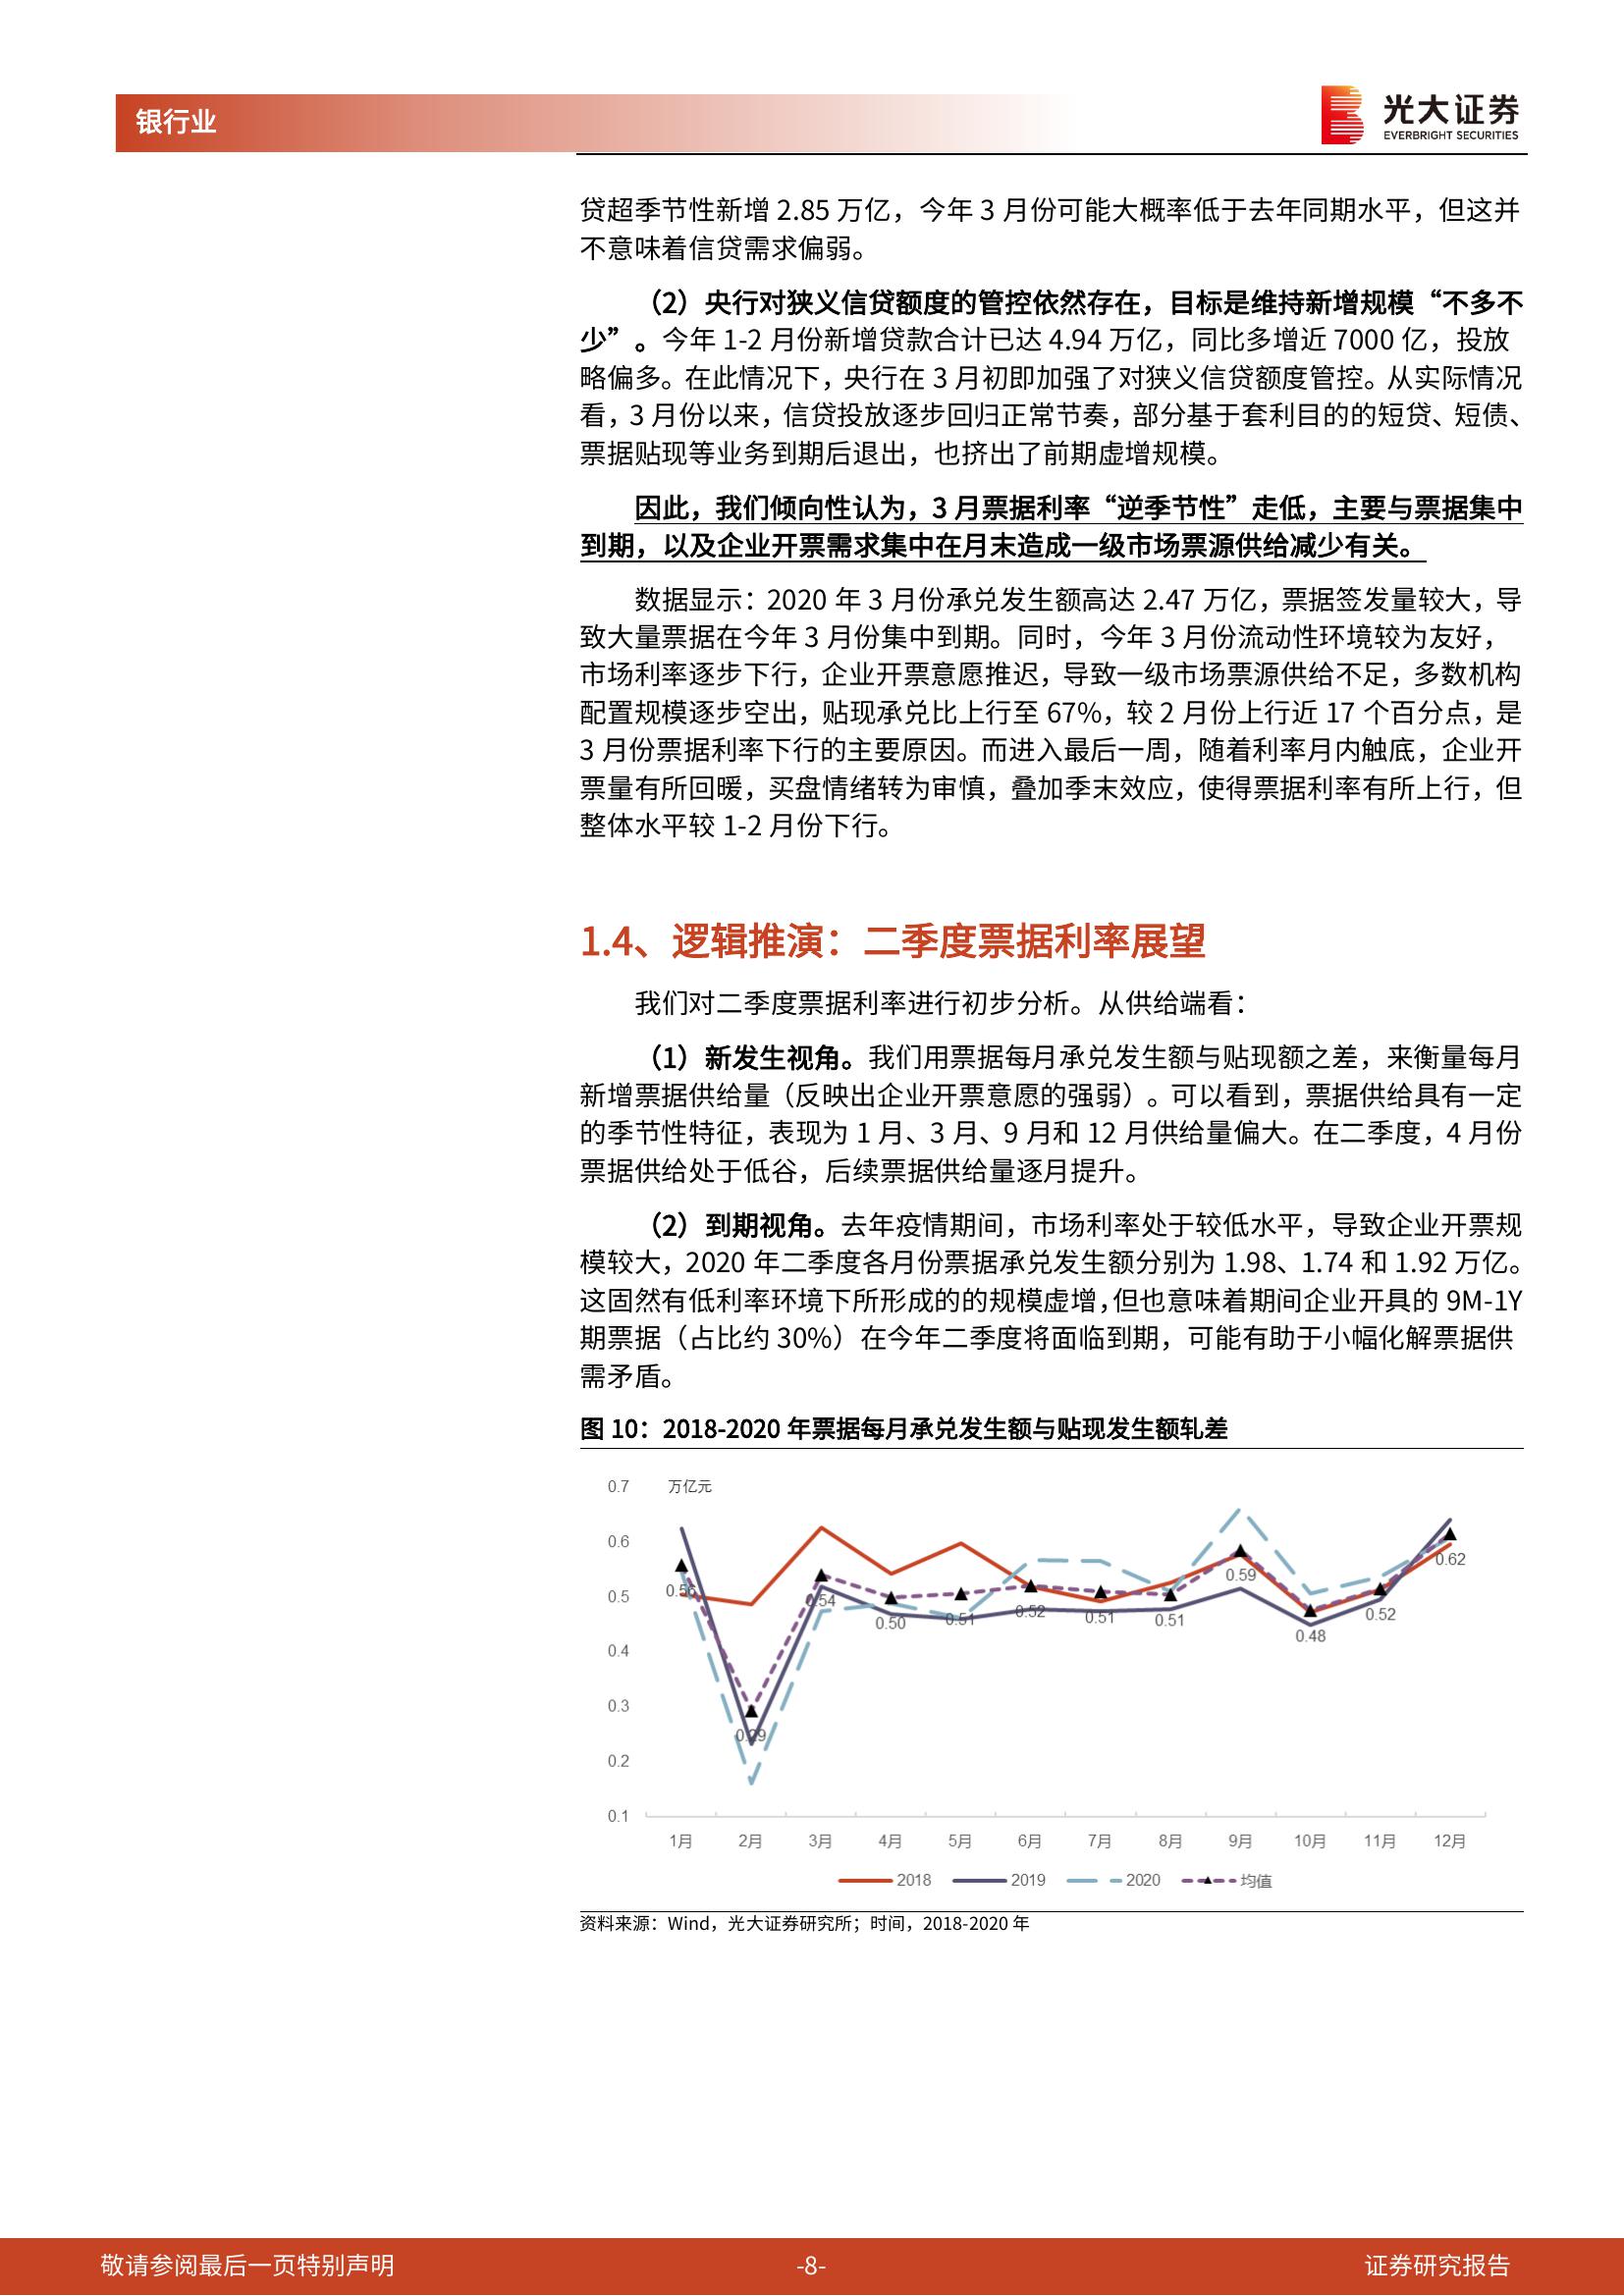 银行业
光大证券
EVERBRIGHT SECURITIES
贷超季节性新增 2.85 万亿，今年 3 月份可能大概率低于去年同期水平，但这并
不意味着信贷需求偏弱。
（2）央行对狭义信贷额度的管控依然存在，目标是维持新增规模“不多不
少”。今年 1-2 月份新增贷款合计已达 4.94 万亿，同比多增近 7000 亿，投放
略偏多。在此情况下，央行在 3 月初即加强了对狭义信贷额度管控。从实际情况
看，3 月份以来，信贷投放逐步回归正常节奏，部分基于套利目的的短贷、短债、
票据贴现等业务到期后退出，也挤出了前期虚增规模。
因此，我们倾向性认为，3 月票据利率“逆季节性”走低，主要与票据集中
到期，以及企业开票需求集中在月末造成一级市场票源供给减少有关。
数据显示：2020 年 3 月份承兑发生额高达 2.47 万亿，票据签发量较大，导
致大量票据在今年 3 月份集中到期。同时，今年 3 月份流动性环境较为友好，
市场利率逐步下行，企业开票意愿推迟，导致一级市场票源供给不足，多数机构
配置规模逐步空出，贴现承兑比上行至 67%，较 2 月份上行近 17 个百分点，是
3 月份票据利率下行的主要原因。而进入最后一周，随着利率月内触底，企业开
票量有所回暖，买盘情绪转为审慎，叠加季末效应，使得票据利率有所上行，但
整体水平较 1-2 月份下行。
1.4、逻辑推演：二季度票据利率展望
我们对二季度票据利率进行初步分析。从供给端看：
（1）新发生视角。我们用票据每月承兑发生额与贴现额之差，来衡量每月
新增票据供给量（反映出企业开票意愿的强弱）。可以看到，票据供给具有一定
的季节性特征，表现为 1 月、3 月、9 月和 12 月供给量偏大。在二季度，4 月份
票据供给处于低谷，后续票据供给量逐月提升。
（2）到期视角。去年疫情期间，市场利率处于较低水平，导致企业开票规
模较大，2020 年二季度各月份票据承兑发生额分别为 1.98、1.74 和 1.92 万亿。
这固然有低利率环境下所形成的的规模虚增，但也意味着期间企业开具的 9M-1Y
期票据（占比约 30%）在今年二季度将面临到期，可能有助于小幅化解票据供
需矛盾。
图 10：2018-2020 年票据每月承兑发生额与贴现发生额轧差
0.7 万亿元
0.6
0.5
0.4
0.3
0.2
0.1
0.56 0.29 0.54 0.50 0.51 0.52 0.51 0.51 0.59 0.48 0.52 0.62
1月 2月 3月 4月 5月 6月 7月 8月 9月 10月 11月 12月
2018 2019 2020 均值
资料来源：Wind，光大证券研究所；时间，2018-2020 年
敬请参阅最后一页特别声明 -8- 证券研究报告